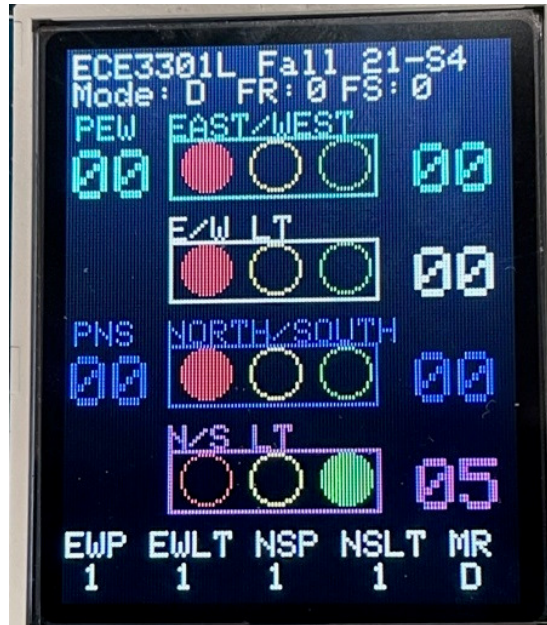 ECE3301L Fall 21-S4
Mode: D FR:0 FS:0
PEW EAST/WEST
00 00
E/W LT
00
PNS NORTH/SOUTH
00 00
N/S LT
05
EWP EWLT NSP NSLT MR
1 1 1 1 D